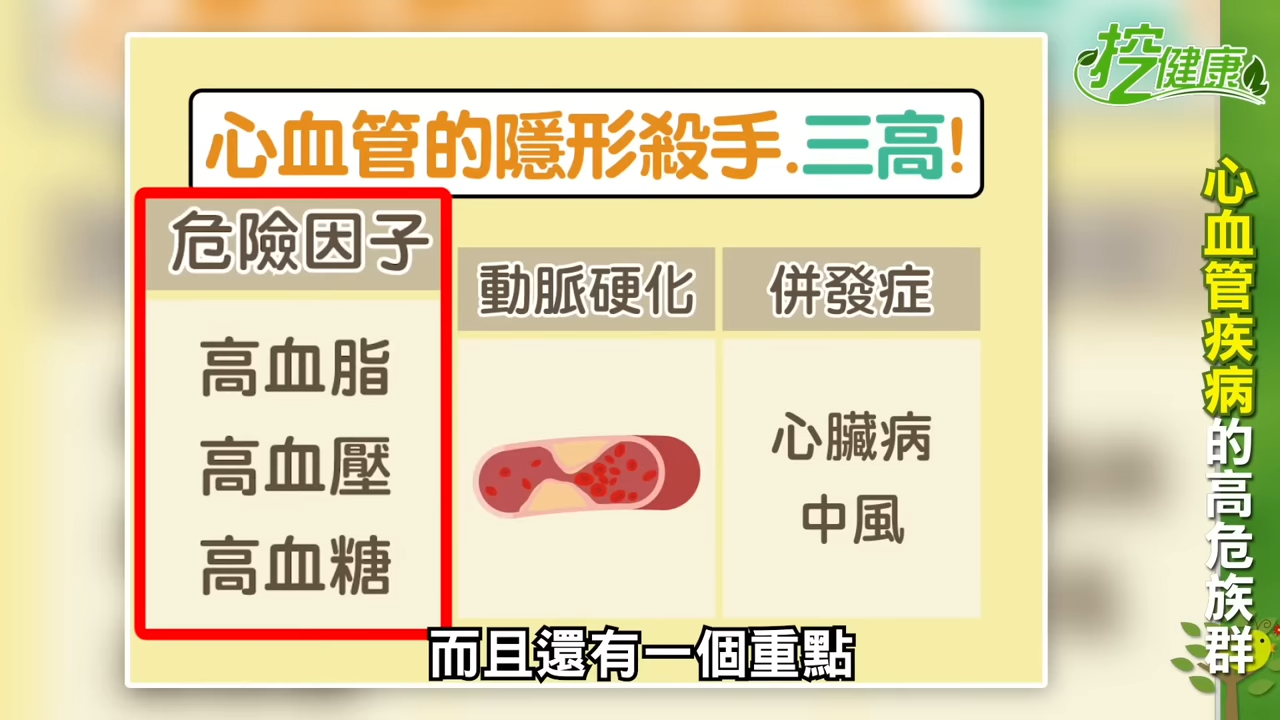 挖健康
心血管的隱形殺手.三高!
危險因子
高血脂
高血壓
高血糖
動脈硬化
併發症
心臟病
中風
而且還有一個重點
心血管疾病的高危族群